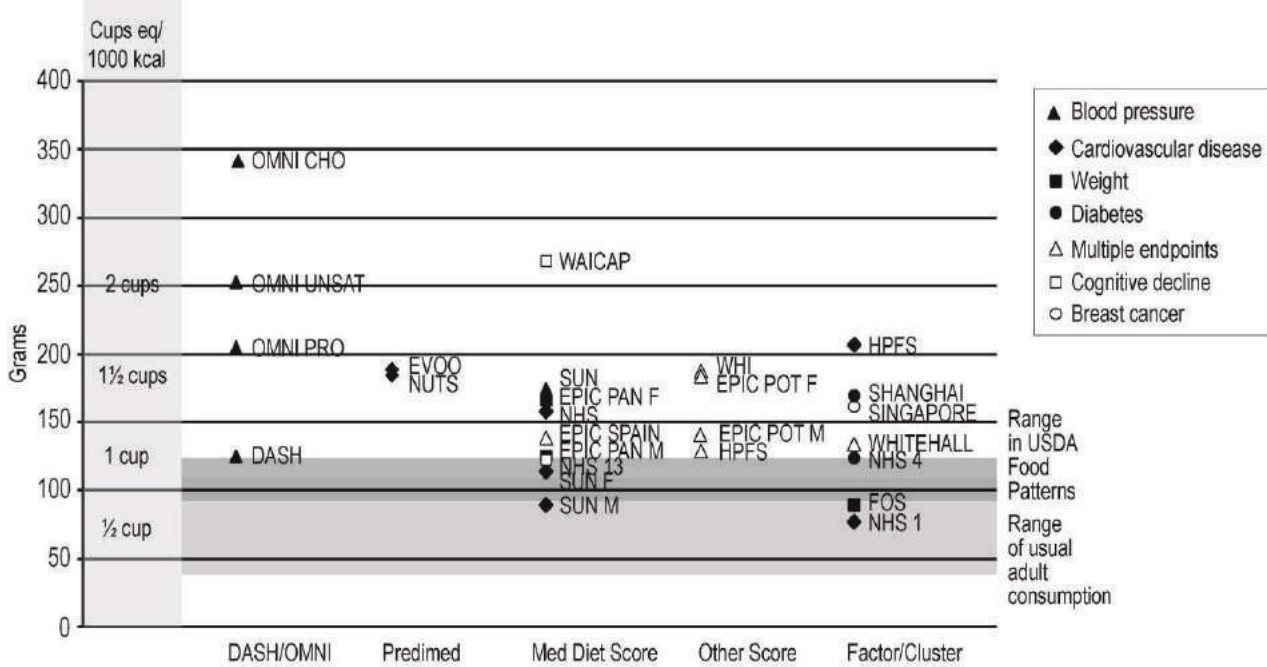 Cups eq/
1000 kcal
400
350
300
250
200
150
100
50
0
Grams
2 cups
1½ cups
1 cup
½ cup
OMNI CHO
OMNI UNSAT
OMNI PRO
DASH
EVOO
NUTS
WAICAP
SUN
EPIC PAN F
NHS
EPIC SPAIN
EPIC PAN M
NHS 13
SUN F
SUN M
WHI
EPIC POT F
EPIC POT M
HPFS
HPFS
SHANGHAI
SINGAPORE
WHITEHALL
NHS 4
FOS
NHS 1
Range
in USDA
Food
Patterns
Range
of usual
adult
consumption
DASH/OMNI
Predimed
Med Diet Score
Other Score
Factor/Cluster
Blood pressure
Cardiovascular disease
Weight
Diabetes
Multiple endpoints
Cognitive decline
Breast cancer